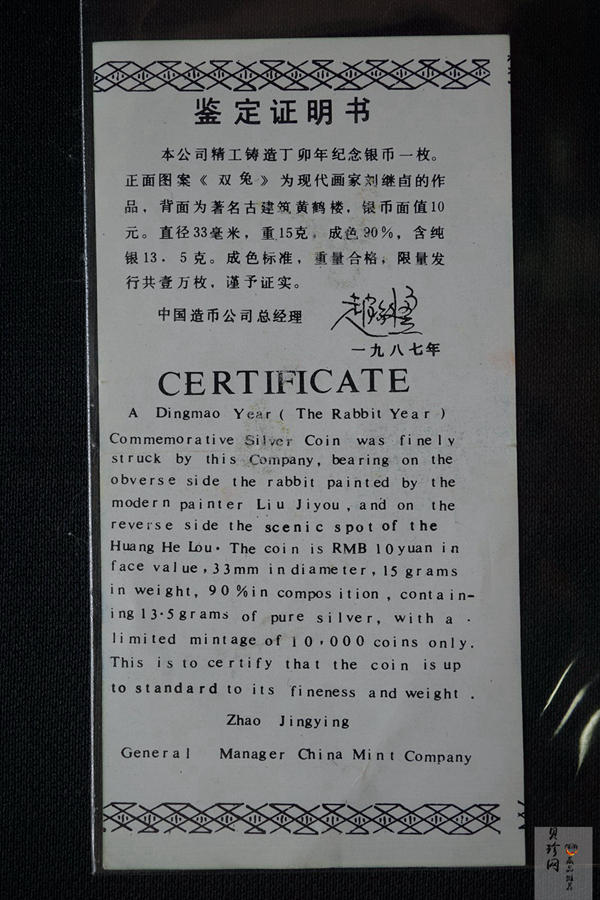 鉴定证明书
本公司精工铸造丁卯年纪念银币一枚。
正面图案《双兔》为现代画家刘继卣的作
品，背面为著名古建筑黄鹤楼，银币面值10
元。直径33毫米，重15克，成色90%，含纯
银13.5克。成色标准，重量合格，限量发
行共壹万枚，谨予证实。
中国造币公司总经理
一九八七年
CERTIFICATE
A Dingmao Year ( The Rabbit Year )
Commemorative Silver Coin was finely
struck by this Company, bearing on the
obverse side the rabbit painted by the
modern painter Liu Jiyou, and on the
reverse side the scenic spot of the
Huang He Lou. The coin is RMB 10yuan in
face value, 33mm in diameter, 15 grams
in weight, 90% in composition, contain-
ing 13.5grams of pure silver, with a
limited mintage of 10,000 coins only.
This is to certify that the coin is up
to standard to its fineness and weight .
Zhao Jingying
General Manager China Mint Company
贝珍网